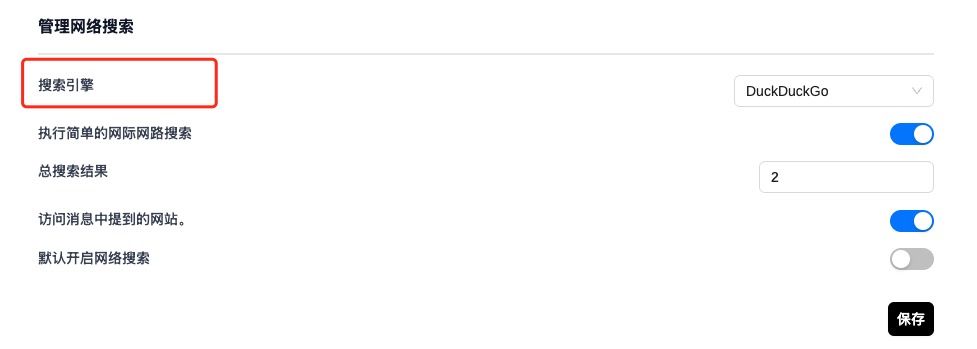 管理网络搜索
搜索引擎
DuckDuckGo
执行简单的网际网路搜索
总搜索结果
2
访问消息中提到的网站。
默认开启网络搜索
保存